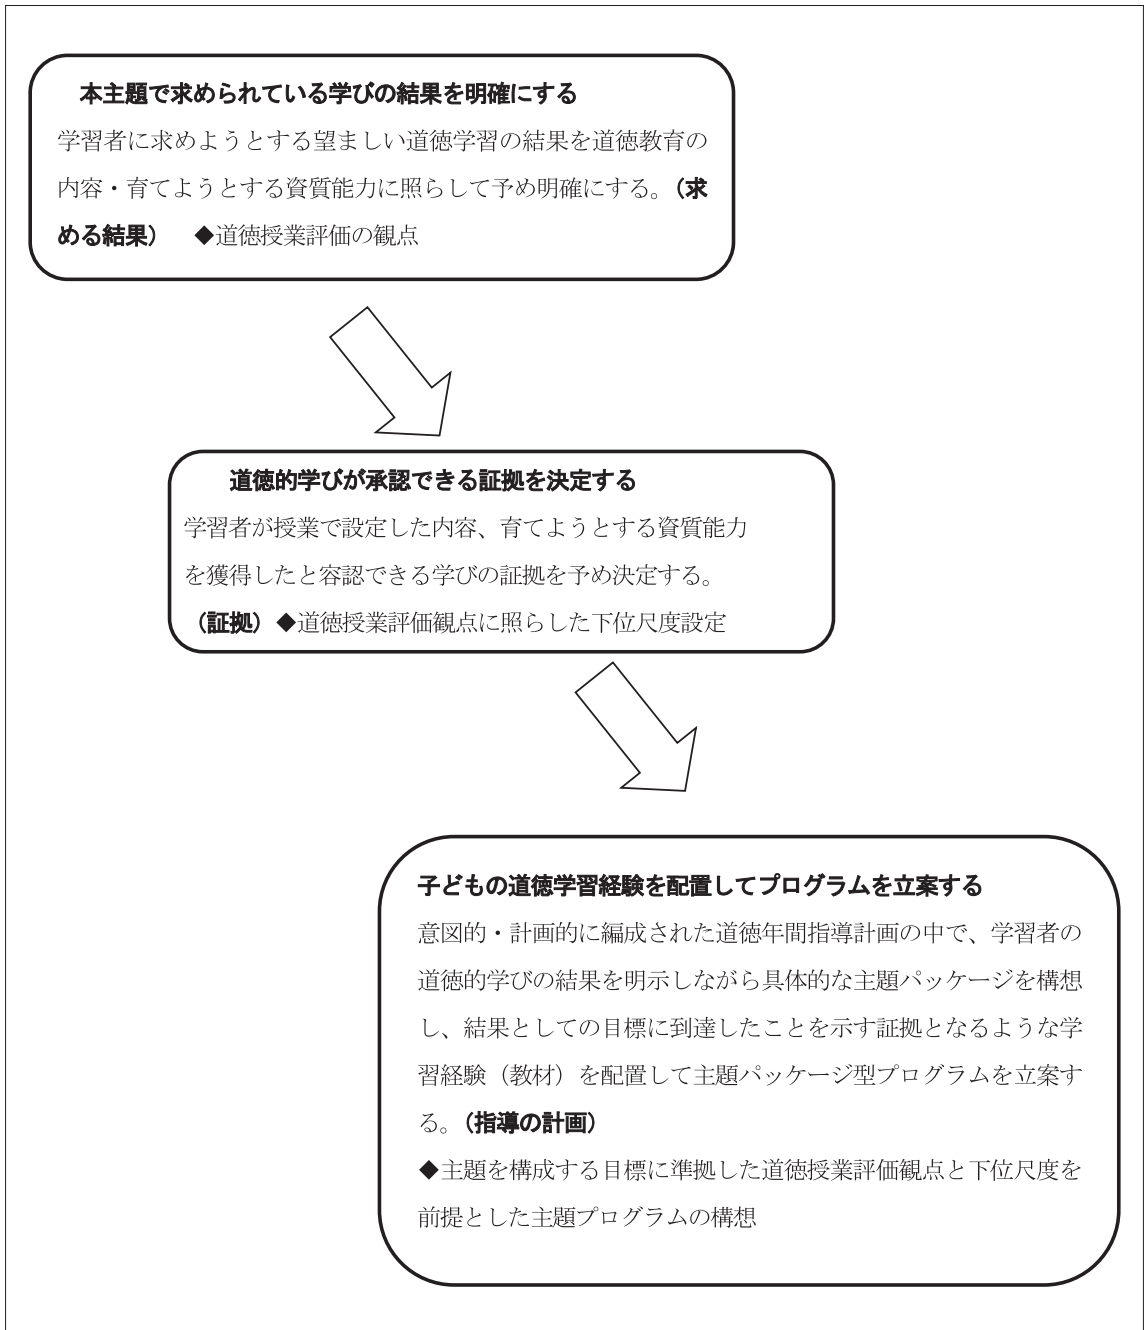 本主題で求められている学びの結果を明確にする
学習者に求めようとする望ましい道徳学習の結果を道徳教育の
内容・育てようとする資質能力に照らして予め明確にする。(求
める結果) ◆道徳授業評価の観点
道徳的学びが承認できる証拠を決定する
学習者が授業で設定した内容、育てようとする資質能力
を獲得したと容認できる学びの証拠を予め決定する。
(証拠) ◆道徳授業評価観点に照らした下位尺度設定
子どもの道徳学習経験を配置してプログラムを立案する
意図的・計画的に編成された道徳年間指導計画の中で、学習者の
道徳的学びの結果を明示しながら具体的な主題パッケージを構想
し、結果としての目標に到達したことを示す証拠となるような学
習経験（教材）を配置して主題パッケージ型プログラムを立案す
る。(指導の計画)
◆主題を構成する目標に準拠した道徳授業評価観点と下位尺度を
前提とした主題プログラムの構想